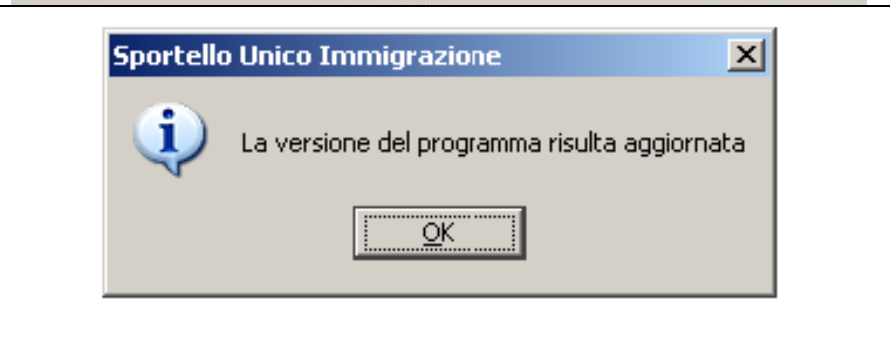 Sportello Unico Immigrazione
La versione del programma risulta aggiornata
OK